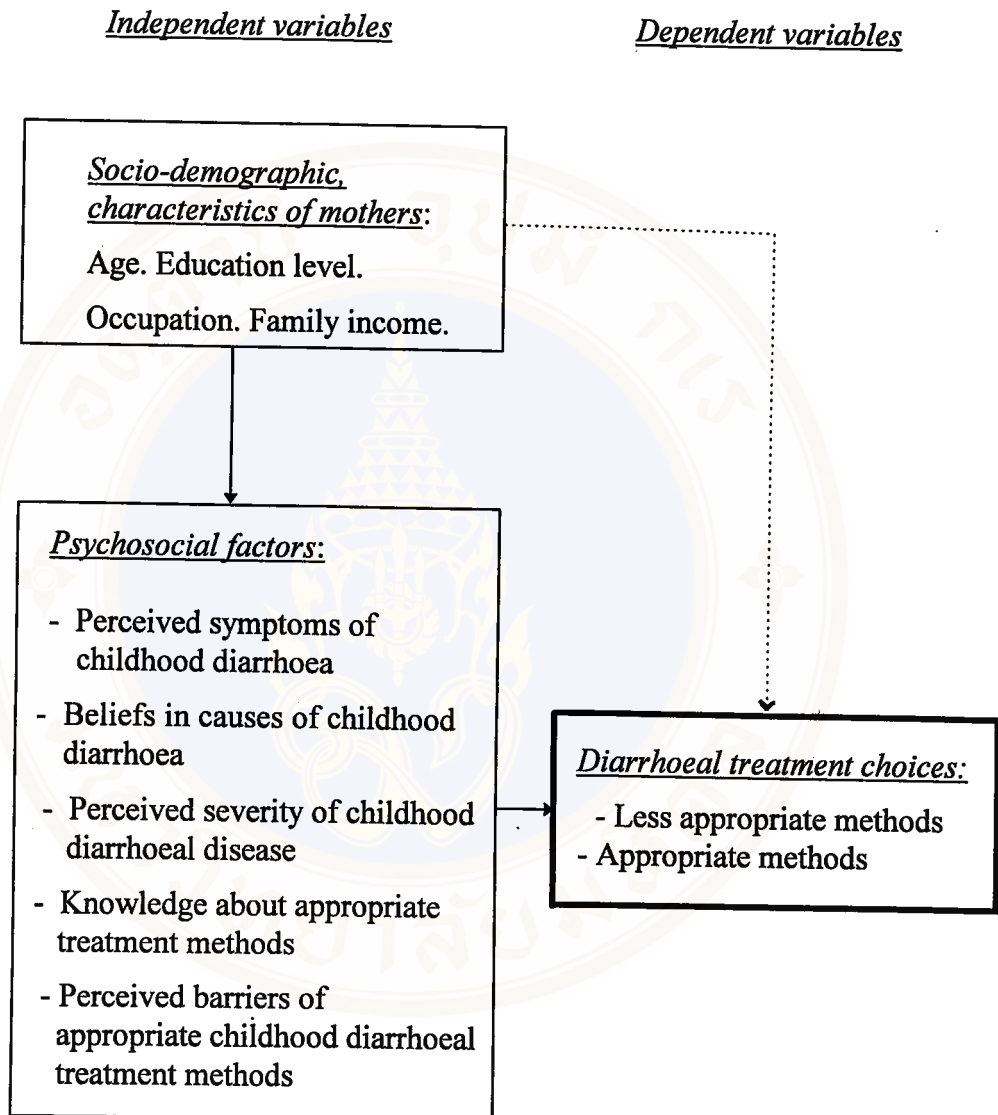 Independent variables
Dependent variables
Socio-demographic,
characteristics of mothers:
Age. Education level.
Occupation. Family income.
Psychosocial factors:
- Perceived symptoms of
childhood diarrhoea
- Beliefs in causes of childhood
diarrhoea
- Perceived severity of childhood
diarrhoeal disease
- Knowledge about appropriate
treatment methods
- Perceived barriers of
appropriate childhood diarrhoeal
treatment methods
Diarrhoeal treatment choices:
- Less appropriate methods
- Appropriate methods